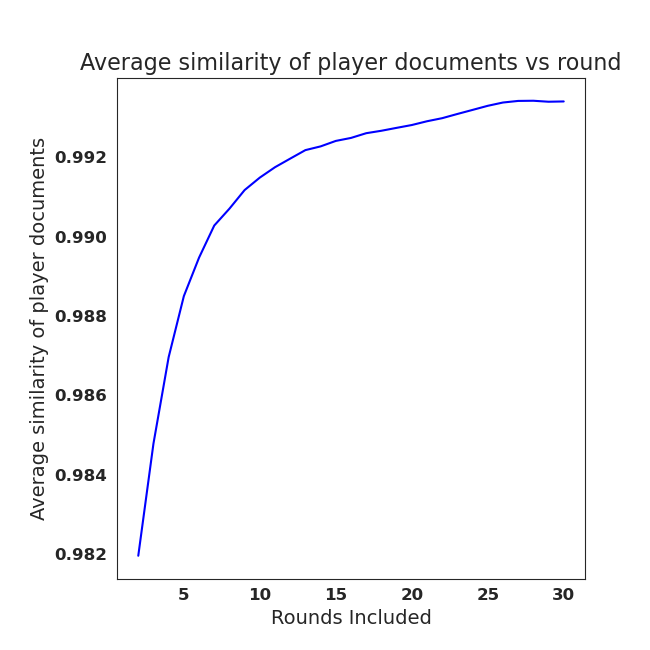 Average similarity of player documents vs round
Average similarity of player documents
0.992
0.990
0.988
0.986
0.984
0.982
5 10 15 20 25 30
Rounds Included